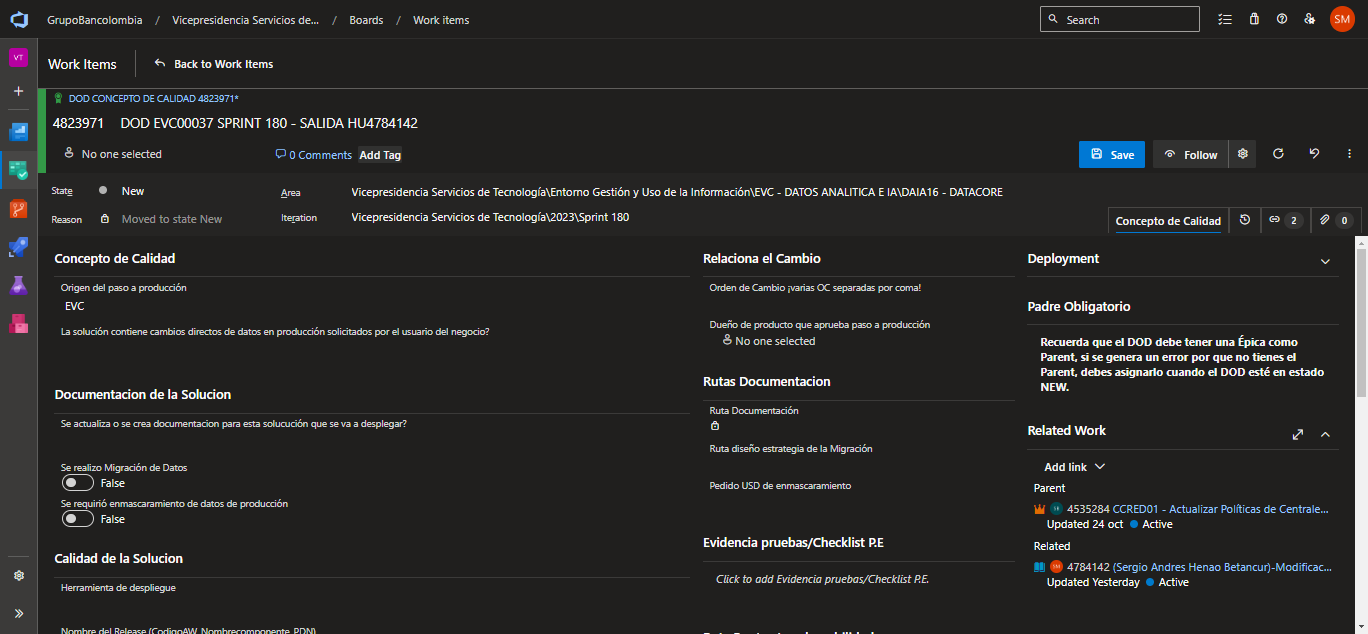 GrupoBancolombia / Vicepresidencia Servicios de... / Boards / Work items
Search
SM
VT
Work Items
Back to Work Items
DOD CONCEPTO DE CALIDAD 4823971*
4823971 DOD EVC00037 SPRINT 180 - SALIDA HU4784142
No one selected
0 Comments
Add Tag
Save
Follow
State
New
Area
Vicepresidencia Servicios de Tecnología\Entorno Gestión y Uso de la Información\EVC - DATOS ANALITICA E IA\DAIA16 - DATACORE
Reason
Moved to state New
Iteration
Vicepresidencia Servicios de Tecnología\2023\Sprint 180
Concepto de Calidad
2
0
Concepto de Calidad
Origen del paso a producción
EVC
La solución contiene cambios directos de datos en producción solicitados por el usuario del negocio?
Documentacion de la Solucion
Se actualiza o se crea documentacion para esta solucución que se va a desplegar?
Se realizo Migración de Datos
False
Se requirió enmascaramiento de datos de producción
False
Calidad de la Solucion
Herramienta de despliegue
Nombre del Release (CodigoAW_Nombrecomponente_PDN)
Relaciona el Cambio
Orden de Cambio ¡varias OC separadas por coma!
Dueño de producto que aprueba paso a producción
No one selected
Rutas Documentacion
Ruta Documentación
Ruta diseño estrategia de la Migración
Pedido USD de enmascaramiento
Evidencia pruebas/Checklist P.E
Click to add Evidencia pruebas/Checklist P.E.
Deployment
Padre Obligatorio
Recuerda que el DOD debe tener una Épica como
Parent, si se genera un error por que no tienes el
Parent, debes asignarlo cuando el DOD esté en estado
NEW.
Related Work
Add link
Parent
4535284 CCRED01 - Actualizar Políticas de Centrale...
Updated 24 oct Active
Related
SM 4784142 (Sergio Andres Henao Betancur)-Modificac...
Updated Yesterday Active